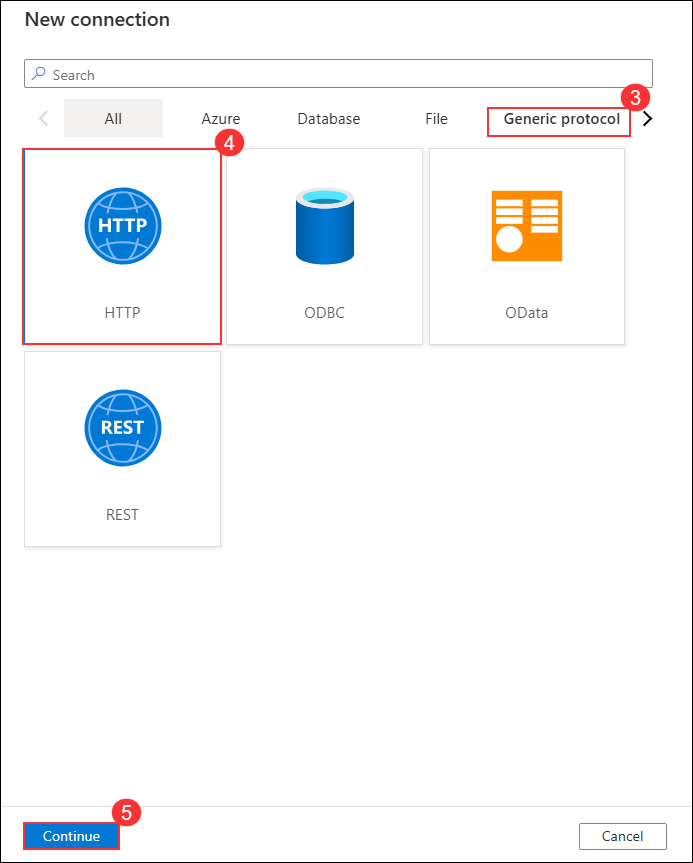 New connection
Search
3
All Azure Database File Generic protocol
4
HTTP
HTTP ODBC OData
REST
REST
5
Continue Cancel